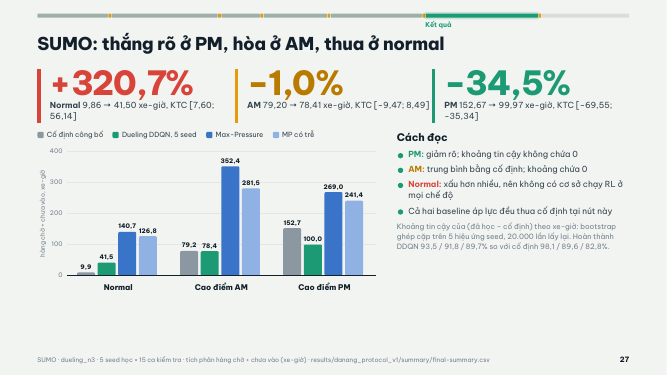 Kết quả
SUMO: thắng rõ ở PM, hòa ở AM, thua ở normal
+320,7%
Normal 9,86 → 41,50 xe-giờ, KTC [7,60;
56,14]
−1,0%
AM 79,20 → 78,41 xe-giờ, KTC [−9,47; 8,49]
−34,5%
PM 152,67 → 99,97 xe-giờ, KTC [−69,55;
−35,34]
Cố định công bố
Dueling DDQN, 5 seed
Max-Pressure
MP có trễ
hàng chờ + chưa vào, xe-giờ
400
300
200
100
0
9,9
41,5
140,7
126,8
79,2
78,4
352,4
281,5
152,7
100,0
269,0
241,4
Normal
Cao điểm AM
Cao điểm PM
Cách đọc
PM: giảm rõ; khoảng tin cậy không chứa 0
AM: trung bình bằng cố định; khoảng chứa 0
Normal: xấu hơn nhiều, nên không có cơ sở chạy RL ở
mọi chế độ
Cả hai baseline áp lực đều thua cố định tại nút này
Khoảng tin cậy của (đã học − cố định) theo xe-giờ: bootstrap
ghép cặp trên 5 hiệu ứng seed, 20.000 lần lấy lại. Hoàn thành
DDQN 93,5 / 91,8 / 89,7% so với cố định 98,1 / 89,6 / 82,8%.
SUMO · dueling_n3 · 5 seed học × 15 ca kiểm tra · tích phân hàng chờ + chưa vào (xe-giờ) · results/danang_protocol_v1/summary/final-summary.csv
27